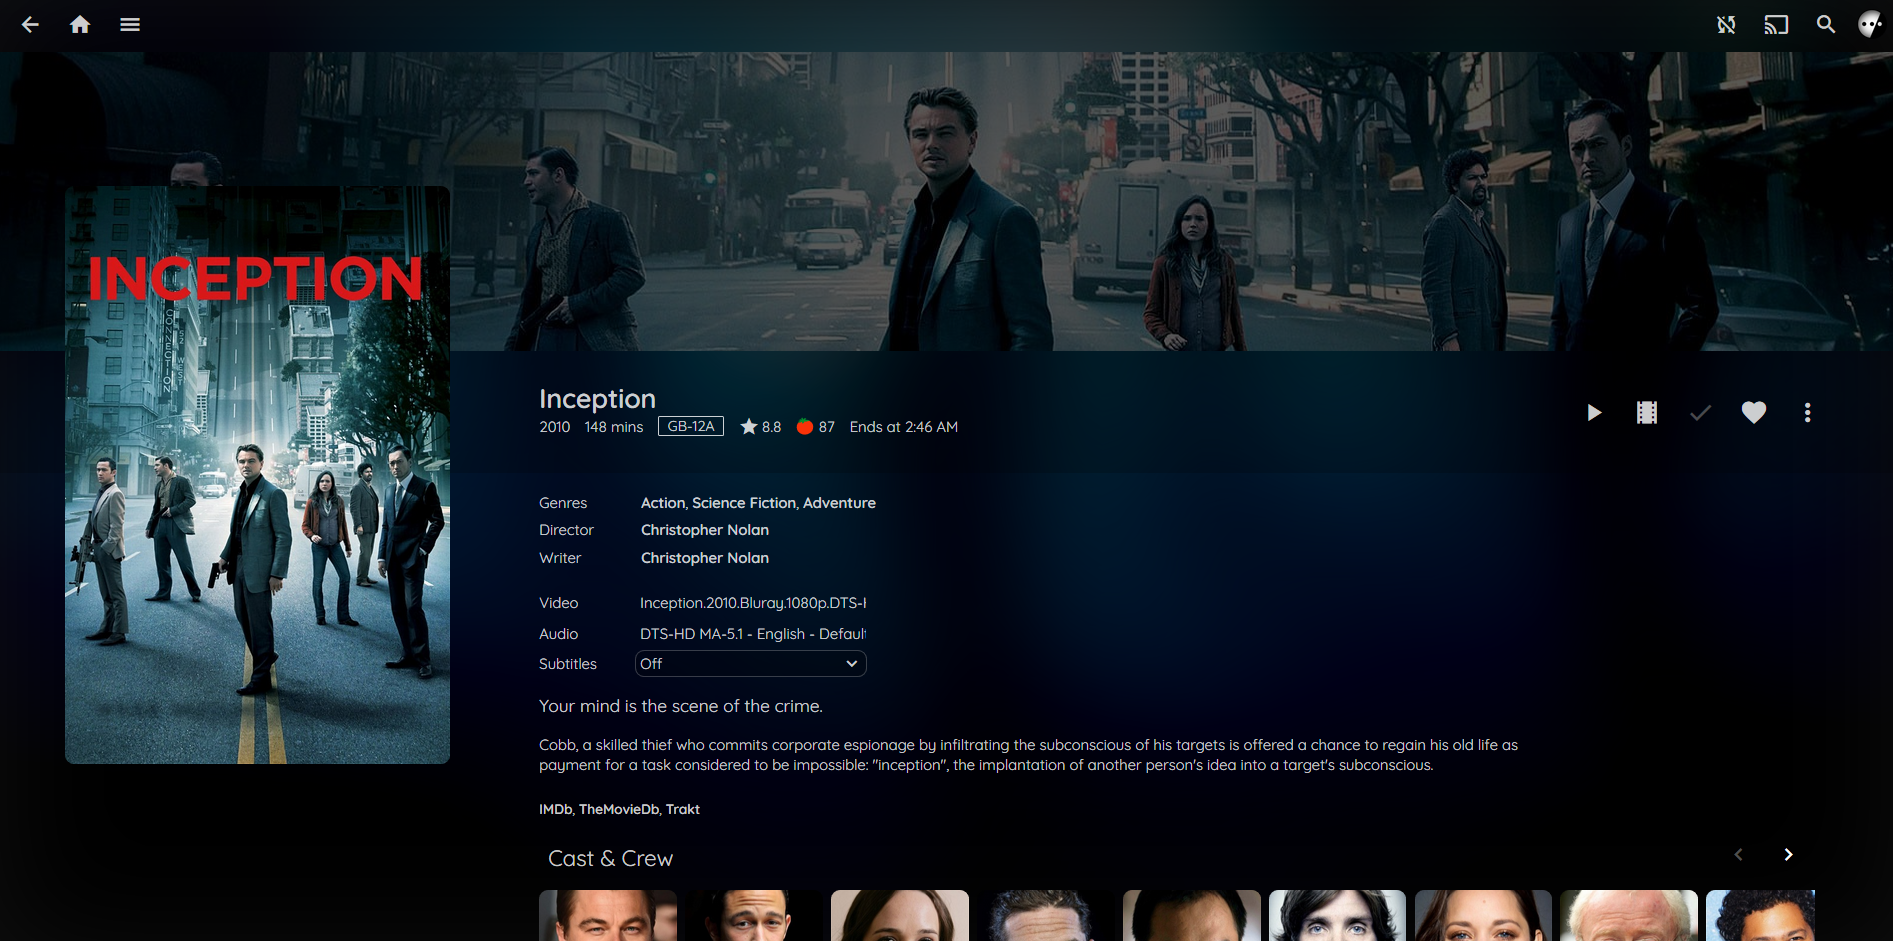 INCEPTION
CONNECTION
Inception
2010 148 mins GB-12A 8.8 87 Ends at 2:46 AM
Genres Action, Science Fiction, Adventure
Director Christopher Nolan
Writer Christopher Nolan
Video Inception.2010.Bluray.1080p.DTS-
Audio DTS-HD MA-5.1 - English - Default
Subtitles Off
Your mind is the scene of the crime.
Cobb, a skilled thief who commits corporate espionage by infiltrating the subconscious of his targets is offered a chance to regain his old life as
payment for a task considered to be impossible: "inception", the implantation of another person's idea into a target's subconscious.
IMDb, TheMovieDb, Trakt
Cast & Crew